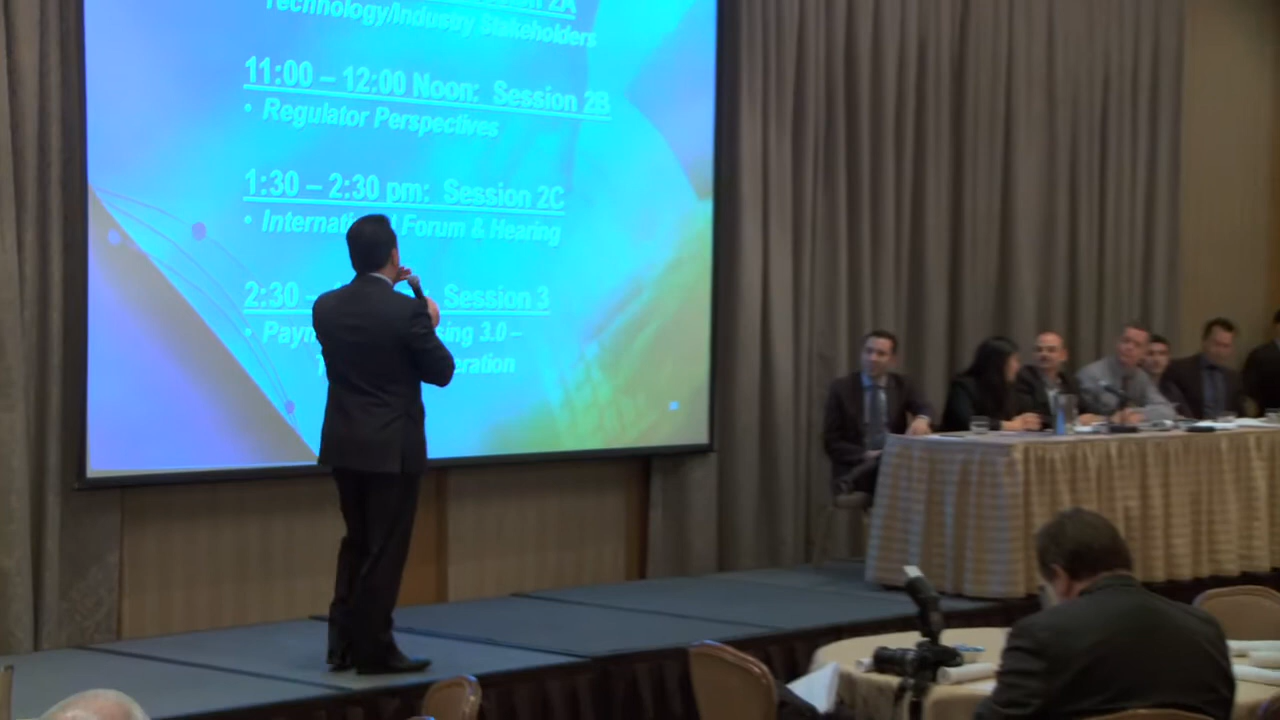 2A
Technology/Industry Stakeholders
11:00 – 12:00 Noon: Session 2B
• Regulator Perspectives
1:30 – 2:30 pm: Session 2C
• Forum & Hearing
2:30 – Session 3
• 3.0 –